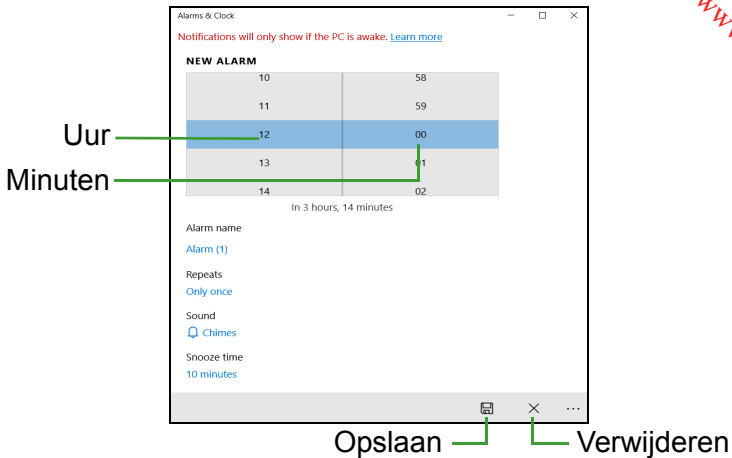 Alarms & Clock
Notifications will only show if the PC is awake. Learn more
NEW ALARM
10 58
11 59
Uur 12 00
13 01
Minuten
14 02
In 3 hours, 14 minutes
Alarm name
Alarm (1)
Repeats
Only once
Sound
Chimes
Snooze time
10 minutes
Opslaan Verwijderen